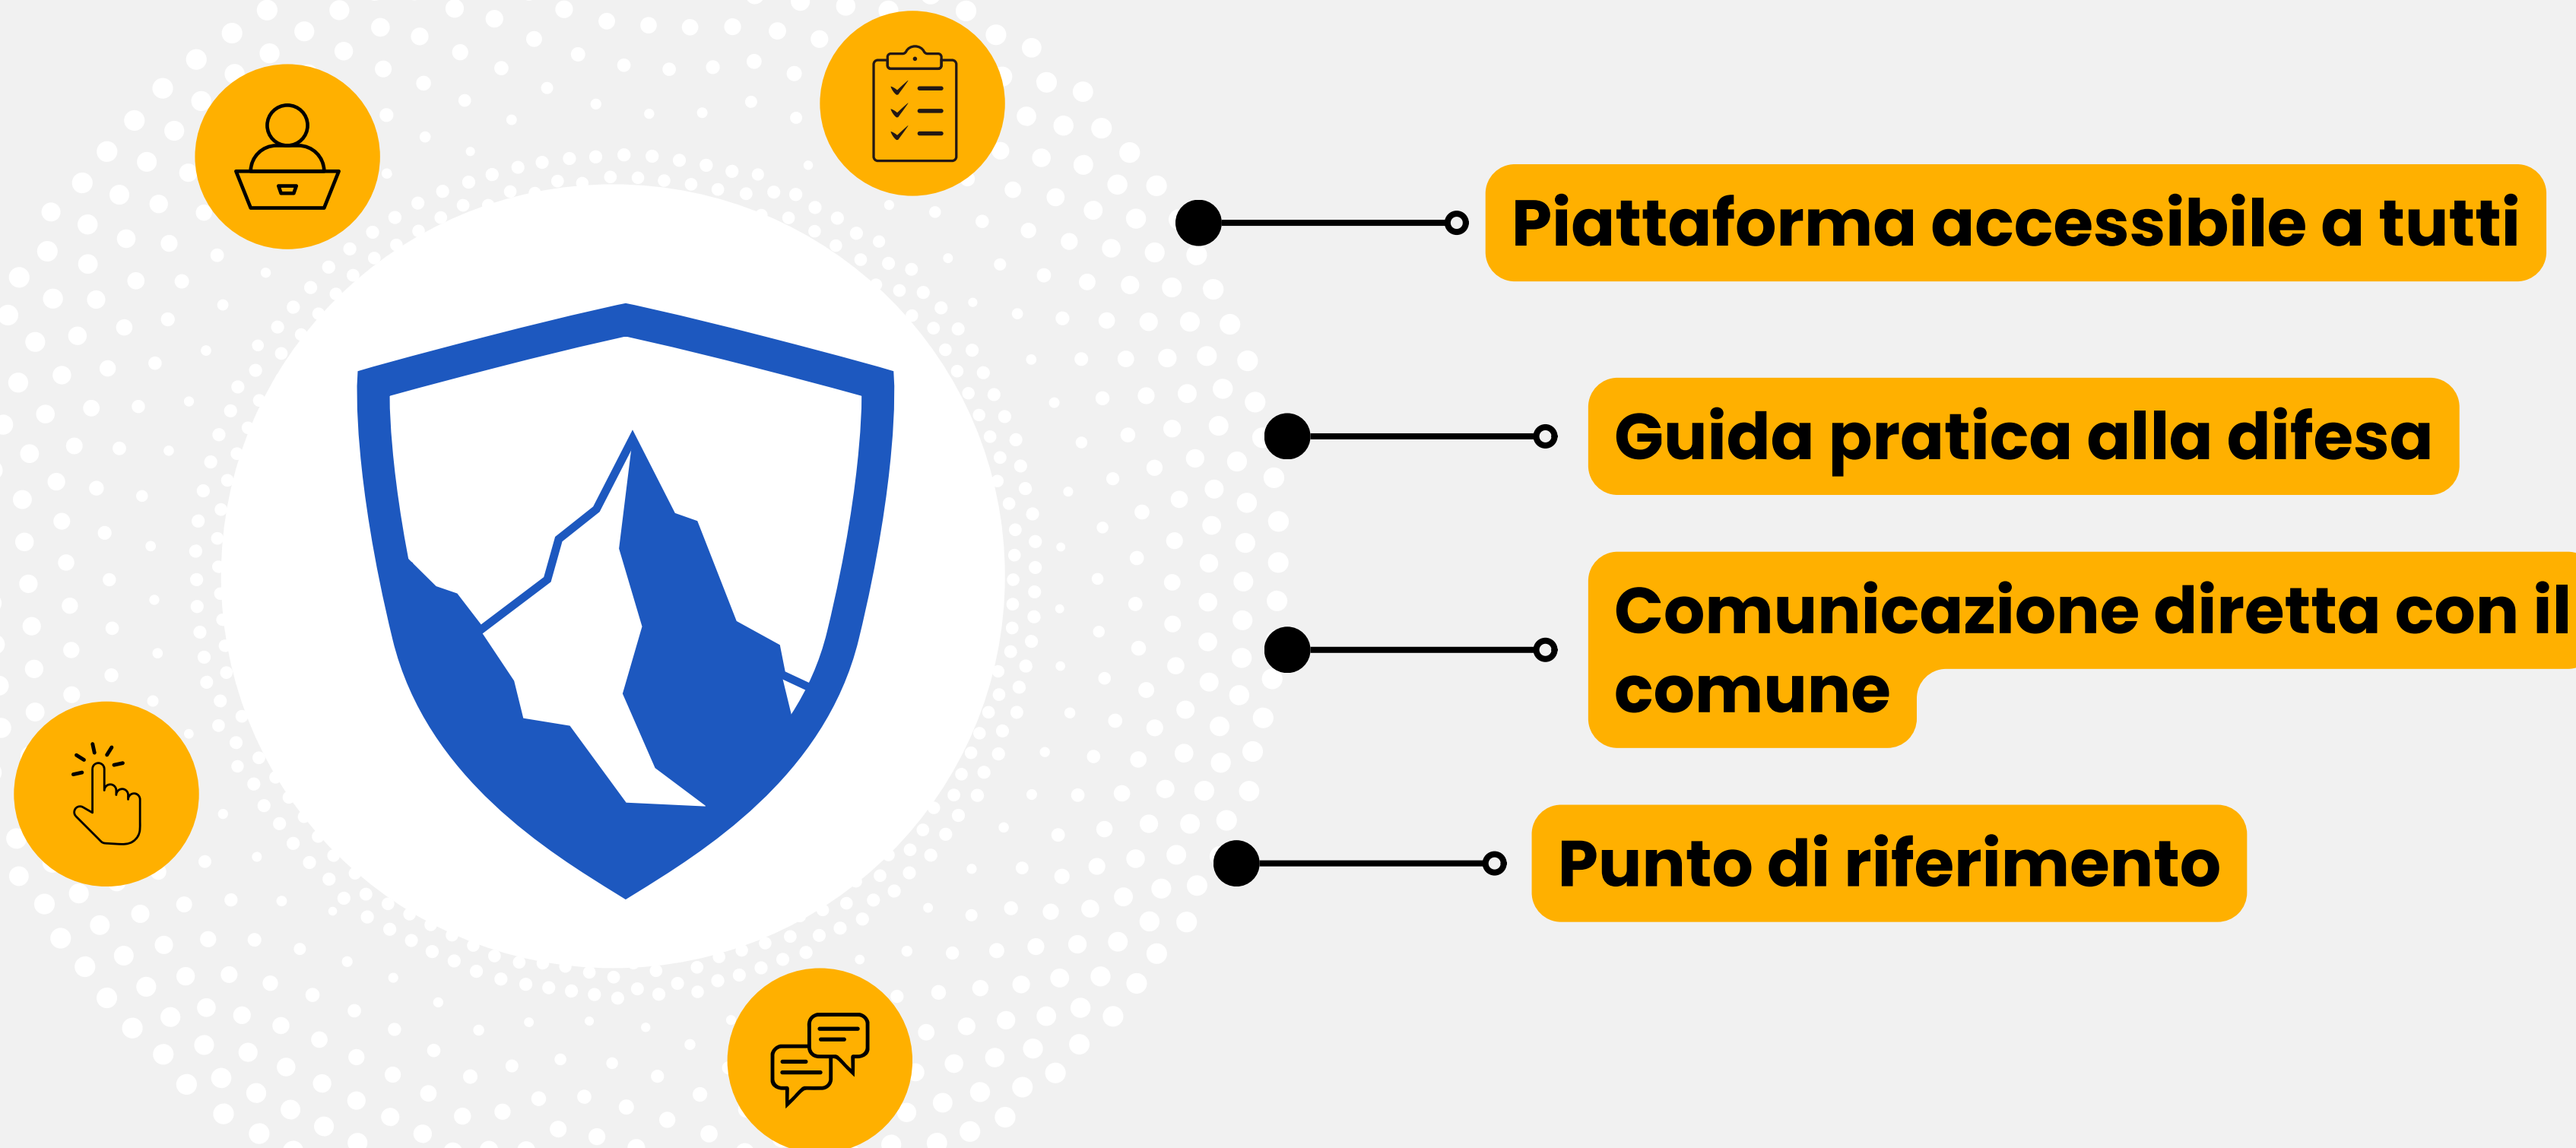 Piattaforma accessibile a tutti
Guida pratica alla difesa
Comunicazione diretta con il
comune
Punto di riferimento